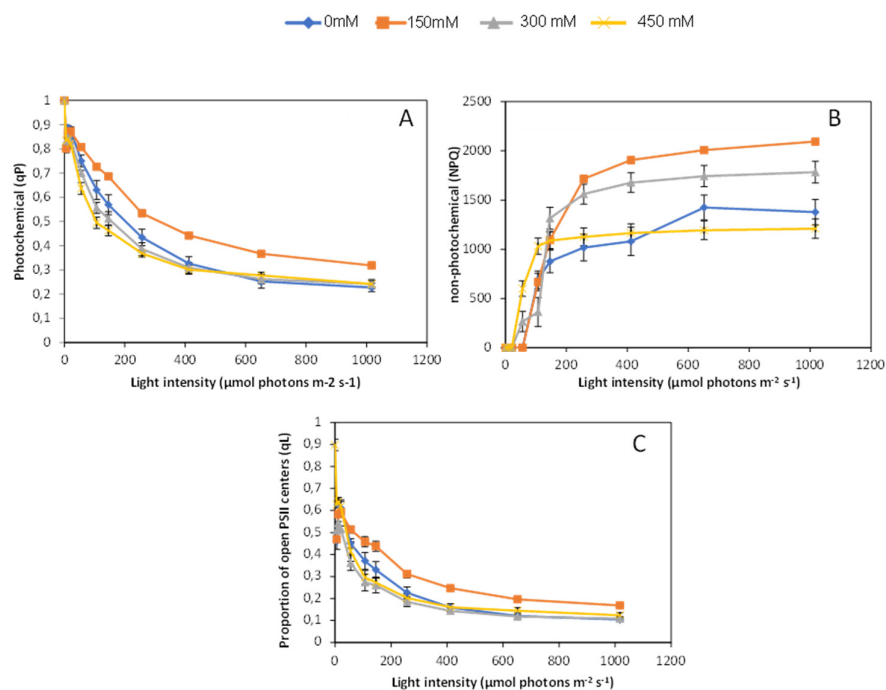 0mM 150mM 300 mM 450 mM
A
Photochemical (qP)
1
0,9
0,8
0,7
0,6
0,5
0,4
0,3
0,2
0,1
0
0 200 400 600 800 1000 1200
Light intensity (µmol photons m-2 s-1)
B
non-photochemical (NPQ)
2500
2000
1500
1000
500
0
0 200 400 600 800 1000 1200
Light intensity (µmol photons m⁻² s⁻¹)
C
Proportion of open PSII centers (qL)
1
0,9
0,8
0,7
0,6
0,5
0,4
0,3
0,2
0,1
0
0 200 400 600 800 1000 1200
Light intensity (µmol photons m⁻² s⁻¹)